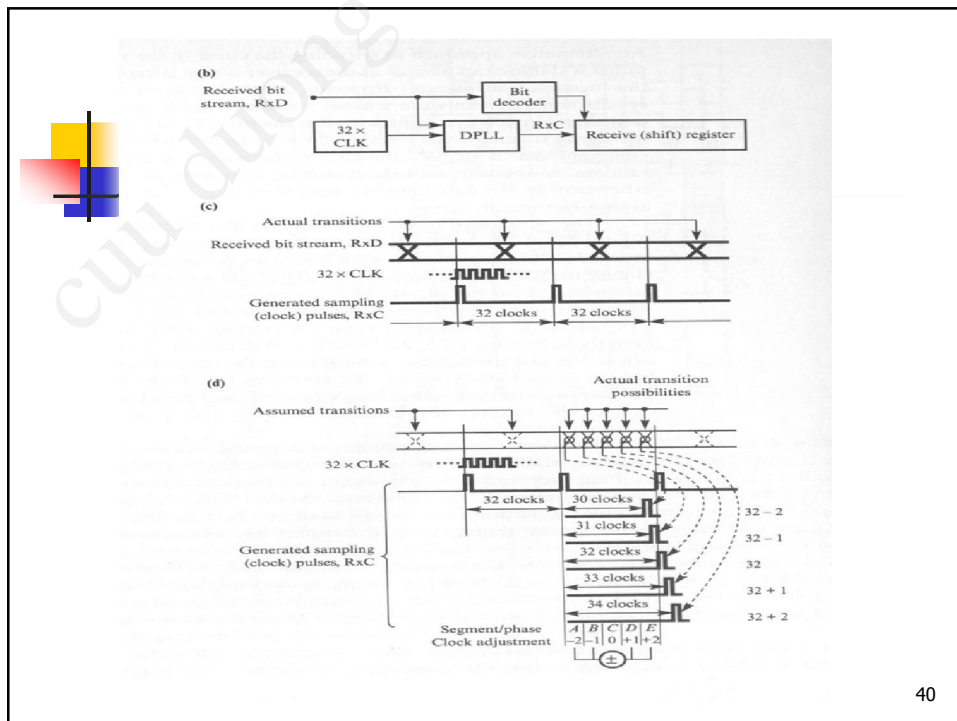 cuu duong
(b)
Received bit
stream, RxD
Bit
decoder
32 ×
CLK
DPLL
RxC
Receive (shift) register
(c)
Actual transitions
Received bit stream, RxD
32 × CLK
Generated sampling
(clock) pulses, RxC
32 clocks
32 clocks
(d)
Actual transition
possibilities
Assumed transitions
32 × CLK
32 clocks
30 clocks
32 – 2
31 clocks
32 – 1
32 clocks
32
33 clocks
32 + 1
34 clocks
32 + 2
Generated sampling
(clock) pulses, RxC
Segment/phase
A B C D E
Clock adjustment
–2 –1 0 +1 +2
±
40